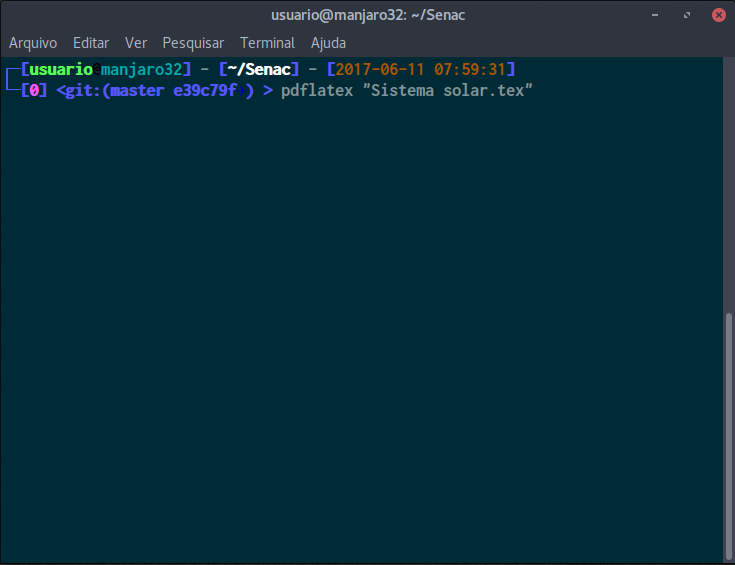 usuario@manjaro32: ~/Senac
Arquivo Editar Ver Pesquisar Terminal Ajuda
┌─[usuario@manjaro32] - [~/Senac] - [2017-06-11 07:59:31]
└─[0] <git:(master e39c79f✱) > pdflatex "Sistema solar.tex"